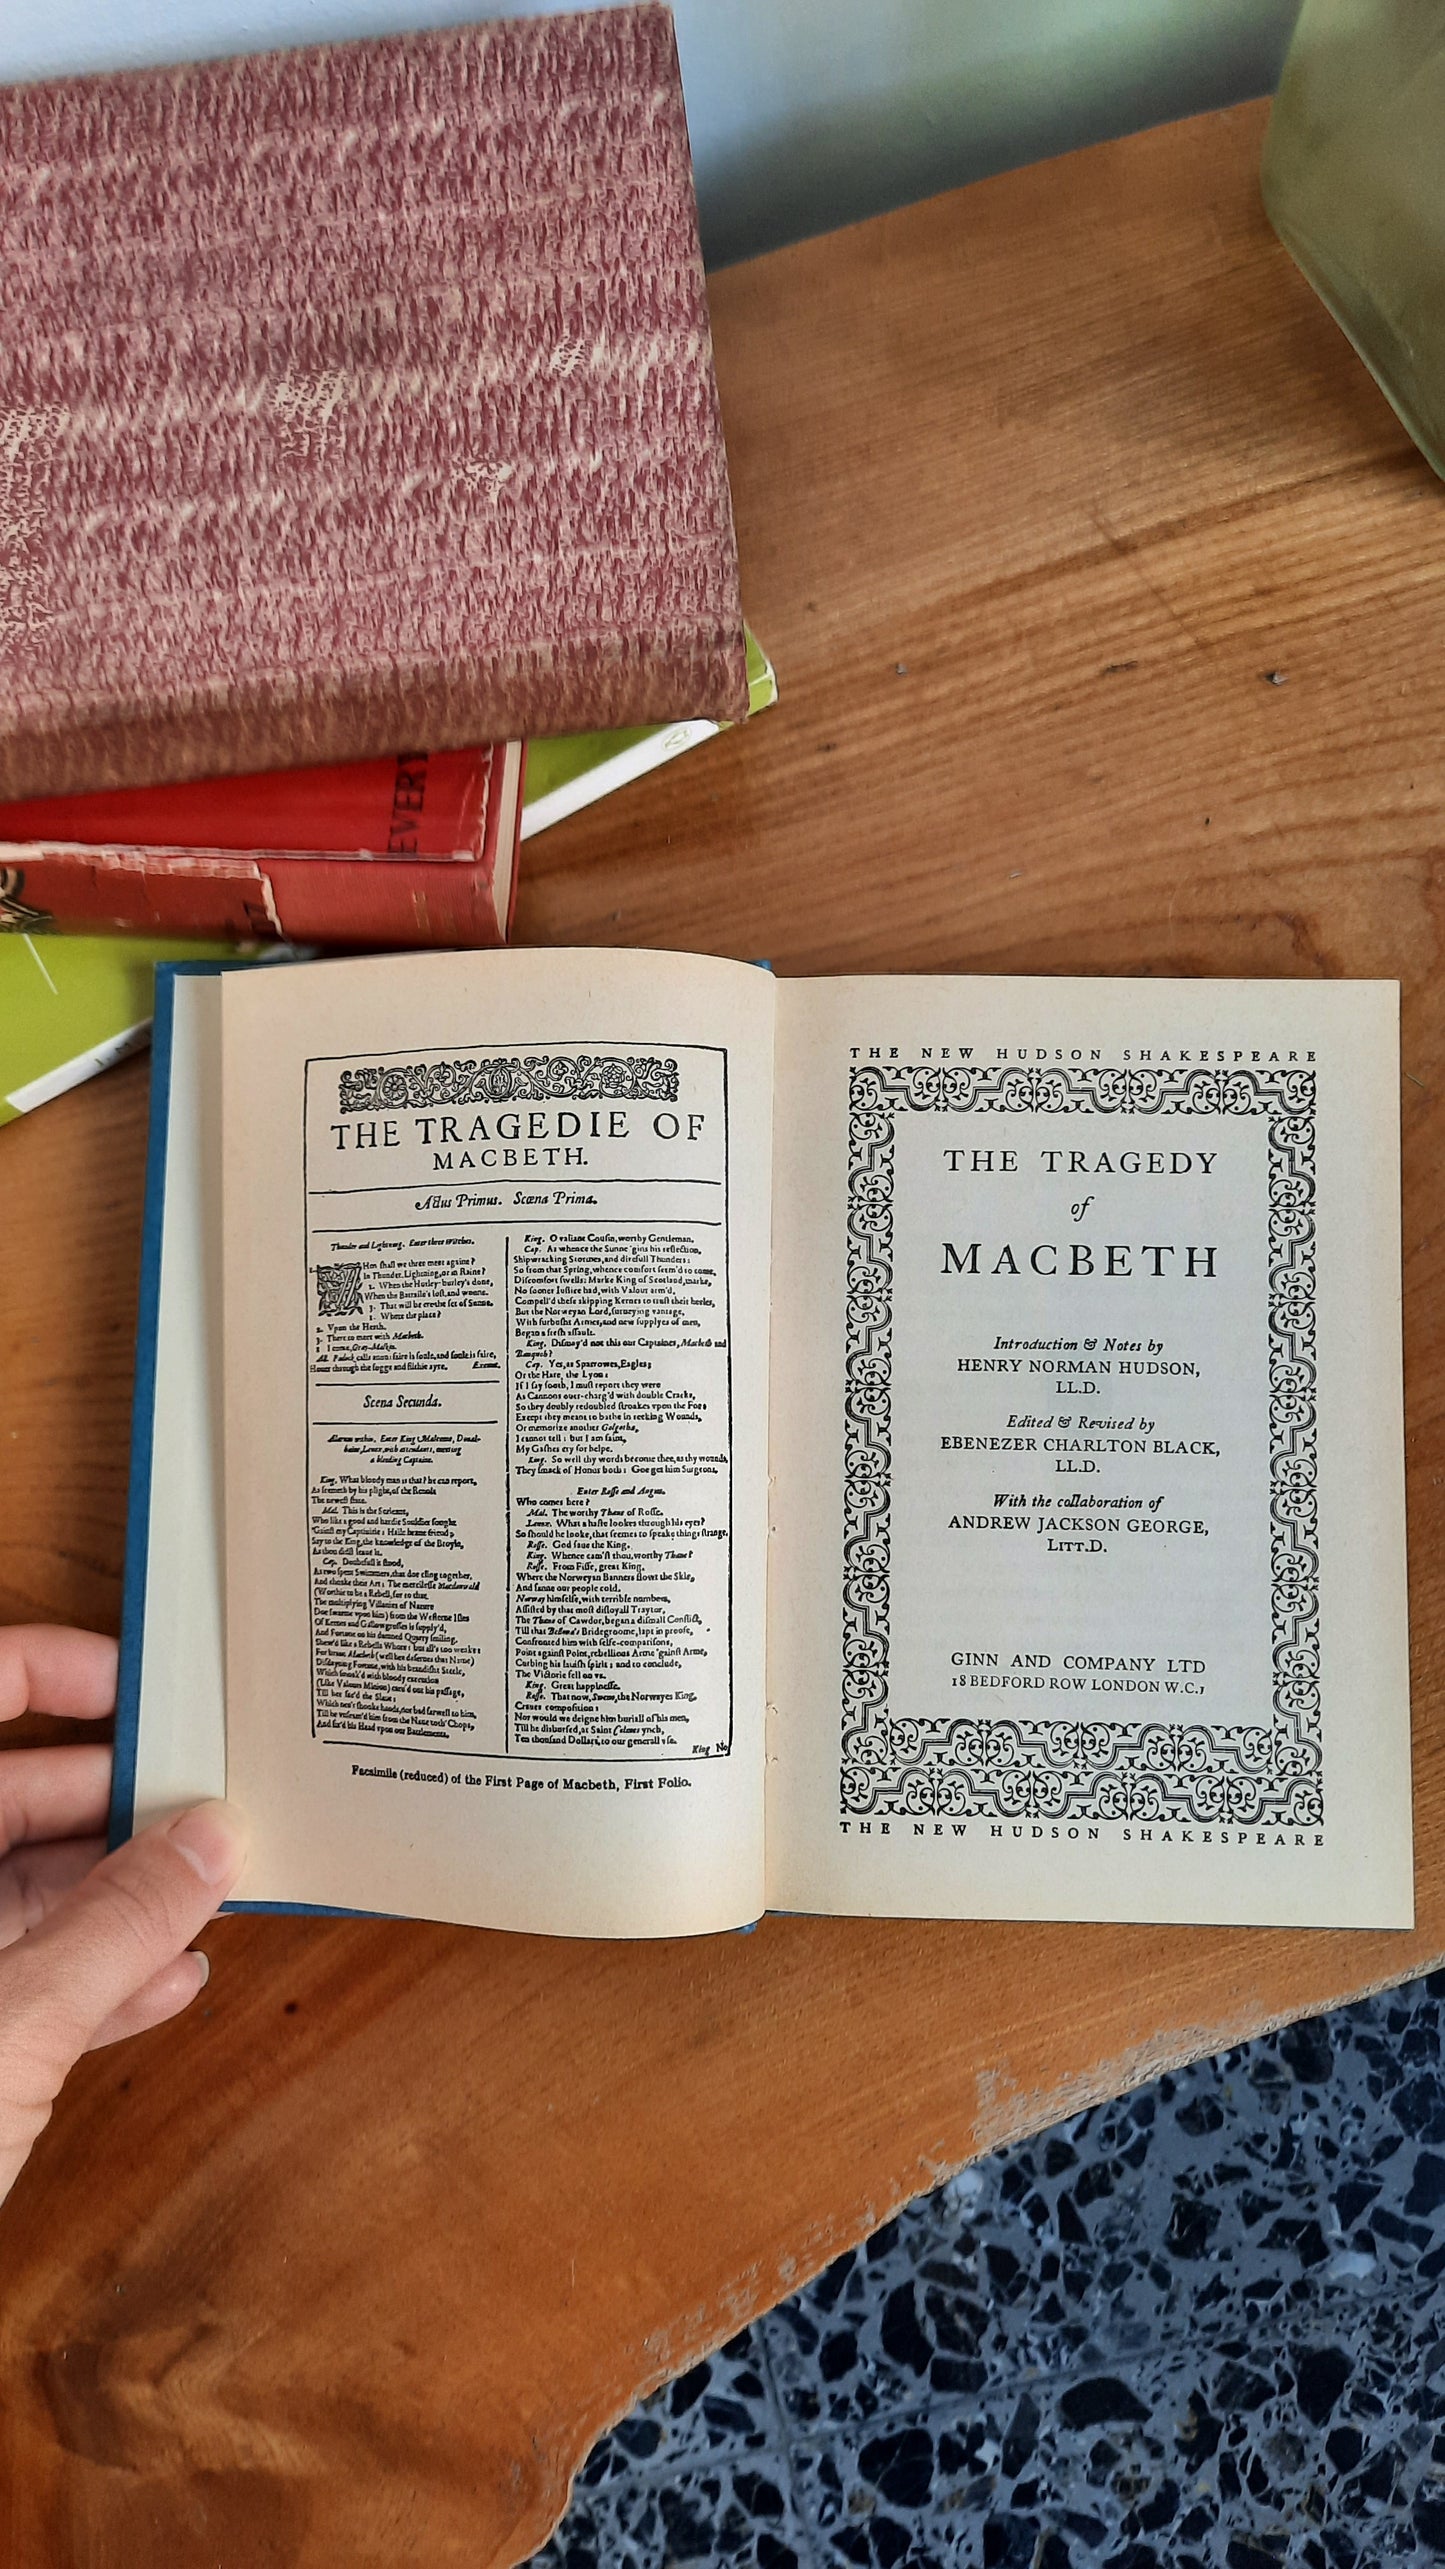 EVERY
THE TRAGEDIE OF
MACBETH.
Actus Primus. Scœna Prima.
Thunder and Lightning. Enter three Witches.
When shall we three meet againe?
In Thunder, Lightning, or in Raine?
2. When the Hurley-burley's done,
When the Battaile's lost, and wonne.
3. That will be ere the set of Sunne.
1. Where the place?
2. Vpon the Heath.
3. There to meet with Macbeth.
1. I come, Gray-Malkin.
All. Padock calls anon: faire is foule, and foule is faire,
Houer through the fogge and filthie ayre. Exeunt.
Scena Secunda.
Alarum within. Enter King, Malcome, Donal-
baine, Lenox, with attendants, meeting
a bleeding Captaine.
King. What bloody man is that? he can report,
As seemeth by his plight, of the Reuolt
The newest state.
Mal. This is the Serieant,
Who like a good and hardie Souldier fought
'Gainst my Captiuitie: Haile braue friend;
Say to the King, the knowledge of the Broyle,
As thou didst leaue it.
Cap. Doubtfull it stood,
As two spent Swimmers, that doe cling together,
And choake their Art: The mercilesse Macdonwald
(Worthie to be a Rebell, for to that
The multiplying Villanies of Nature
Doe swarme vpon him) from the Westerne Isles
Of Kernes and Gallowgrosses is supply'd,
And Fortune on his damned Quarry smiling,
Shew'd like a Rebells Whore: but all's too weake:
For braue Macbeth (well hee deserues that Name)
Disdayning Fortune, with his brandisht Steele,
Which smoak'd with bloody execution
(Like Valours Minion) caru'd out his passage,
Till hee fac'd the Slaue:
Which neu'r shooke hands, nor bad farwell to him,
Till he vnseam'd him from the Naue toth' Chops,
And fix'd his Head vpon our Battlements.
King. O valiant Cousin, worthy Gentleman.
Cap. As whence the Sunne 'gins his reflection,
Shipwracking Stormes, and direfull Thunders:
So from that Spring, whence comfort seem'd to come,
Discomfort swells: Marke King of Scotland, marke,
No sooner Iustice had, with Valour arm'd,
Compell'd these skipping Kernes to trust their heeles,
But the Norweyan Lord, surueying vantage,
With furbusht Armes, and new supplyes of men,
Began a fresh assault.
King. Dismay'd not this our Captaines, Macbeth and
Banquoh?
Cap. Yes, as Sparrowes, Eagles;
Or the Hare, the Lyon:
If I say sooth, I must report they were
As Cannons ouer-charg'd with double Cracks,
So they doubly redoubled stroakes vpon the Foe:
Except they meant to bathe in reeking Wounds,
Or memorize another Golgotha,
I cannot tell: but I am faint,
My Gashes cry for helpe.
King. So well thy words become thee, as thy wounds,
They smack of Honor both: Goe get him Surgeons.
Enter Rosse and Angus.
Who comes here?
Mal. The worthy Thane of Rosse.
Lenox. What a haste lookes through his eyes?
So should he looke, that seemes to speake things strange.
Rosse. God saue the King.
King. Whence cam'st thou, worthy Thane?
Rosse. From Fiffe, great King,
Where the Norweyan Banners flowt the Skie,
And fanne our people cold.
Norway himselfe, with terrible numbers,
Assisted by that most disloyall Traytor,
The Thane of Cawdor, began a dismall Conflict,
Till that Bellona's Bridegroome, lapt in proofe,
Confronted him with selfe-comparisons,
Point against Point, rebellious Arme 'gainst Arme,
Curbing his lauish spirit: and to conclude,
The Victorie fell on vs.
King. Great happinesse.
Rosse. That now, Sweno, the Norwayes King,
Craues composition:
Nor would we deigne him buriall of his men,
Till he disbursed, at Saint Colmes ynch,
Ten thousand Dollars, to our generall vse.
King No
Facsimile (reduced) of the First Page of Macbeth, First Folio.
THE NEW HUDSON SHAKESPEARE
THE TRAGEDY
of
MACBETH
Introduction & Notes by
HENRY NORMAN HUDSON,
LL.D.
Edited & Revised by
EBENEZER CHARLTON BLACK,
LL.D.
With the collaboration of
ANDREW JACKSON GEORGE,
LITT.D.
GINN AND COMPANY LTD
18 BEDFORD ROW LONDON W.C.1
THE NEW HUDSON SHAKESPEARE